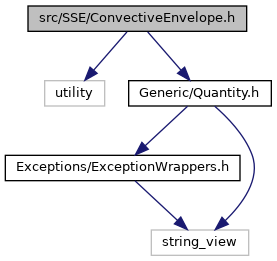 src/SSE/ConvectiveEnvelope.h
utility
Generic/Quantity.h
Exceptions/ExceptionWrappers.h
string_view